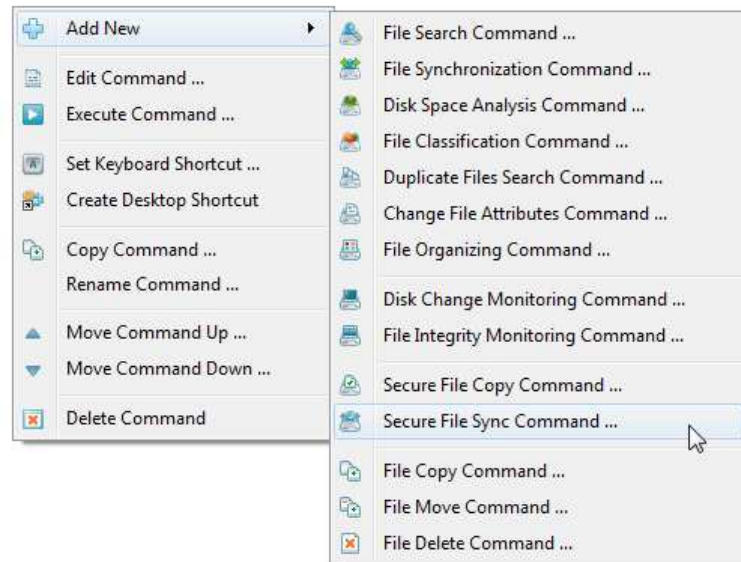 Add New
Edit Command ...
Execute Command ...
Set Keyboard Shortcut ...
Create Desktop Shortcut
Copy Command ...
Rename Command ...
Move Command Up ...
Move Command Down ...
Delete Command
File Search Command ...
File Synchronization Command ...
Disk Space Analysis Command ...
File Classification Command ...
Duplicate Files Search Command ...
Change File Attributes Command ...
File Organizing Command ...
Disk Change Monitoring Command ...
File Integrity Monitoring Command ...
Secure File Copy Command ...
Secure File Sync Command ...
File Copy Command ...
File Move Command ...
File Delete Command ...